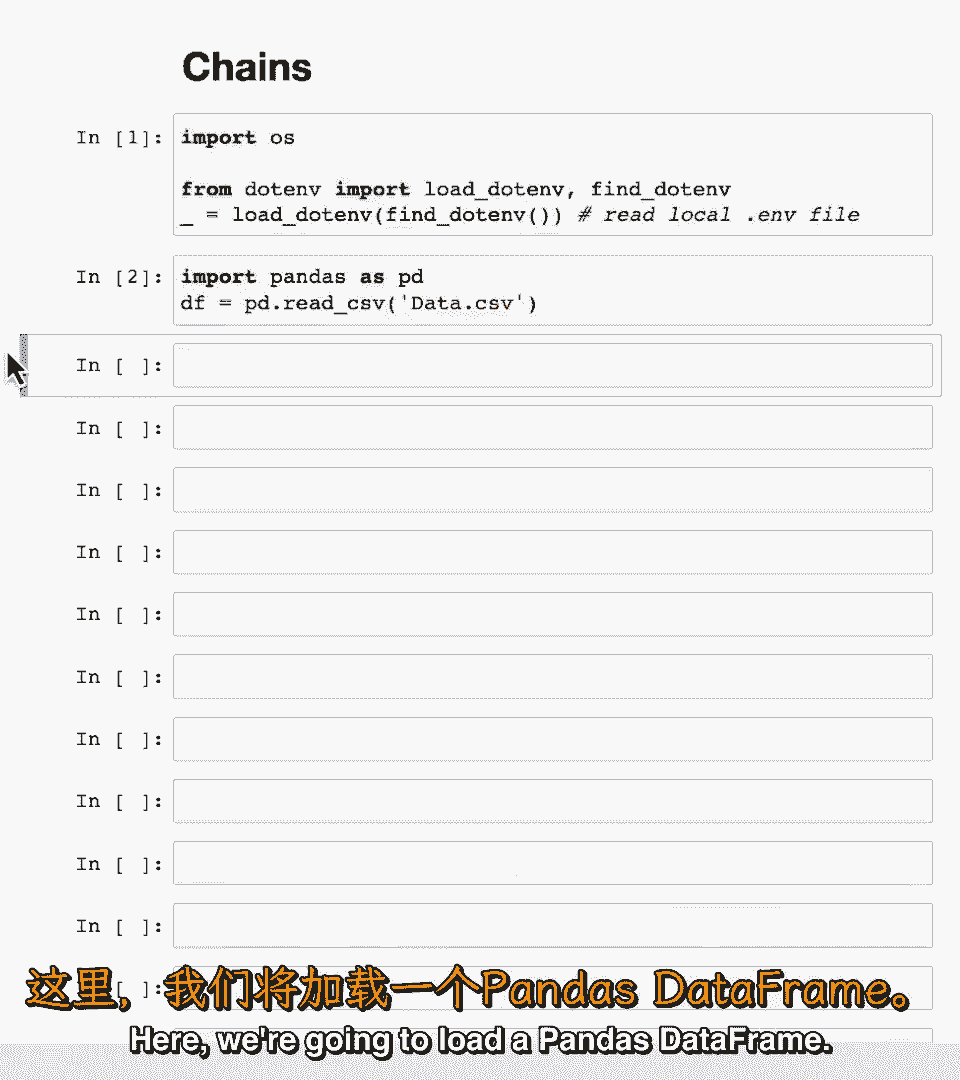 Chains
In [1]: import os
from dotenv import load_dotenv, find_dotenv
_ = load_dotenv(find_dotenv()) # read local .env file
In [2]: import pandas as pd
df = pd.read_csv('Data.csv')
In [ ]:
In [ ]:
In [ ]:
In [ ]:
In [ ]:
In [ ]:
In [ ]:
In [ ]:
In [ ]:
In [ ]:
[ ]:
这里，我们将加载一个Pandas DataFrame。
Here, we're going to load a Pandas DataFrame.